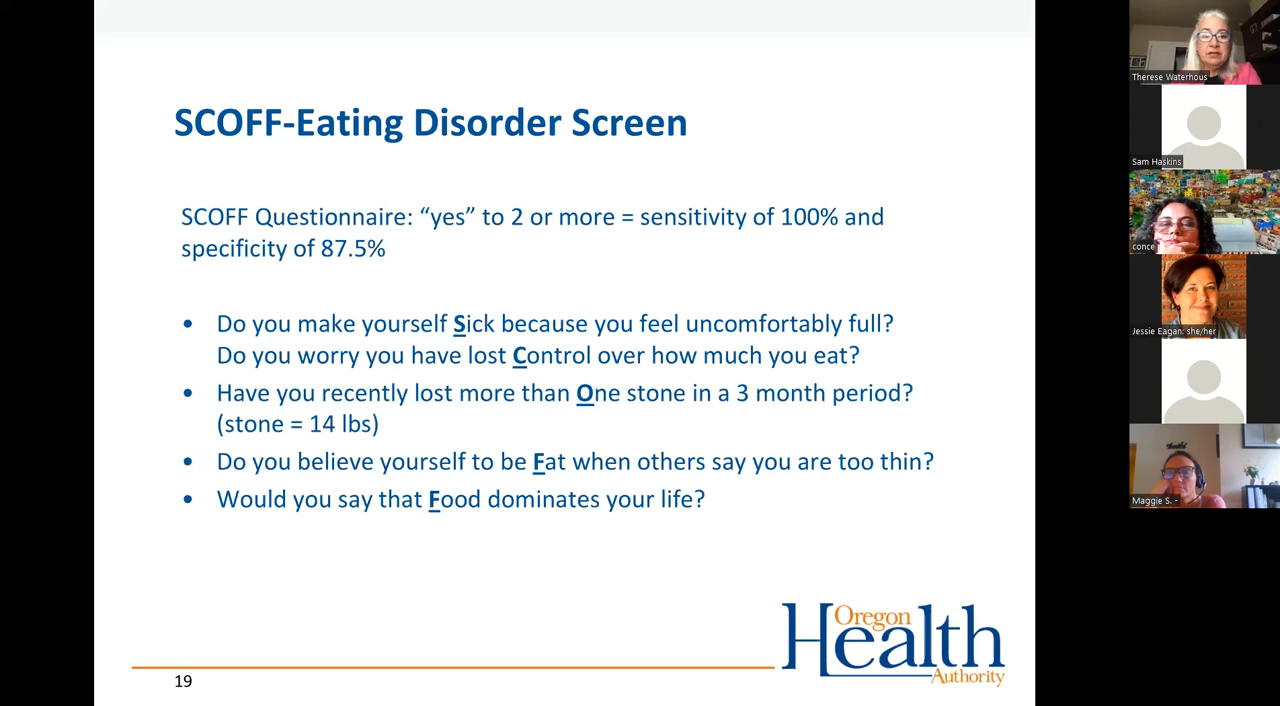 SCOFF-Eating Disorder Screen
SCOFF Questionnaire: “yes” to 2 or more = sensitivity of 100% and
specificity of 87.5%
• Do you make yourself Sick because you feel uncomfortably full?
Do you worry you have lost Control over how much you eat?
• Have you recently lost more than One stone in a 3 month period?
(stone = 14 lbs)
• Do you believe yourself to be Fat when others say you are too thin?
• Would you say that Food dominates your life?
19
Oregon
Health
Authority
Therese Waterhous
Sam Haskins
conce
Jessie Eagan: she/her
Maggie S. -